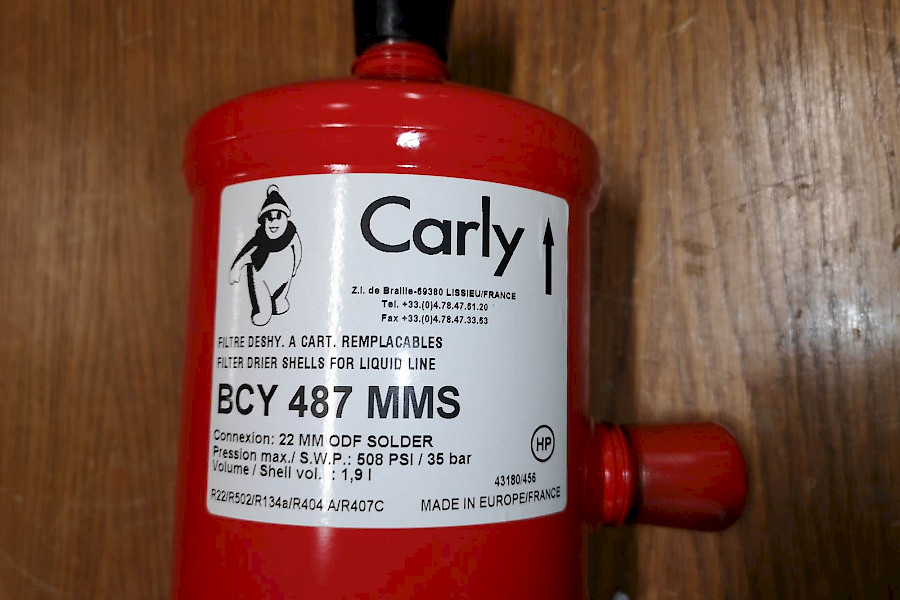 Carly
Z.I. de Braille-69380 LISSIEU/FRANCE
Tel. +33.(0)4.78.47.61.20
Fax +33.(0)4.78.47.33.63
FILTRE DESHY. A CART. REMPLACABLES
FILTER DRIER SHELLS FOR LIQUID LINE
BCY 487 MMS
Connexion: 22 MM ODF SOLDER
Pression max./ S.W.P.: 508 PSI / 35 bar
Volume / Shell vol. : 1,9 l
HP
43180/456
R22/R502/R134a/R404 A/R407C
MADE IN EUROPE/FRANCE